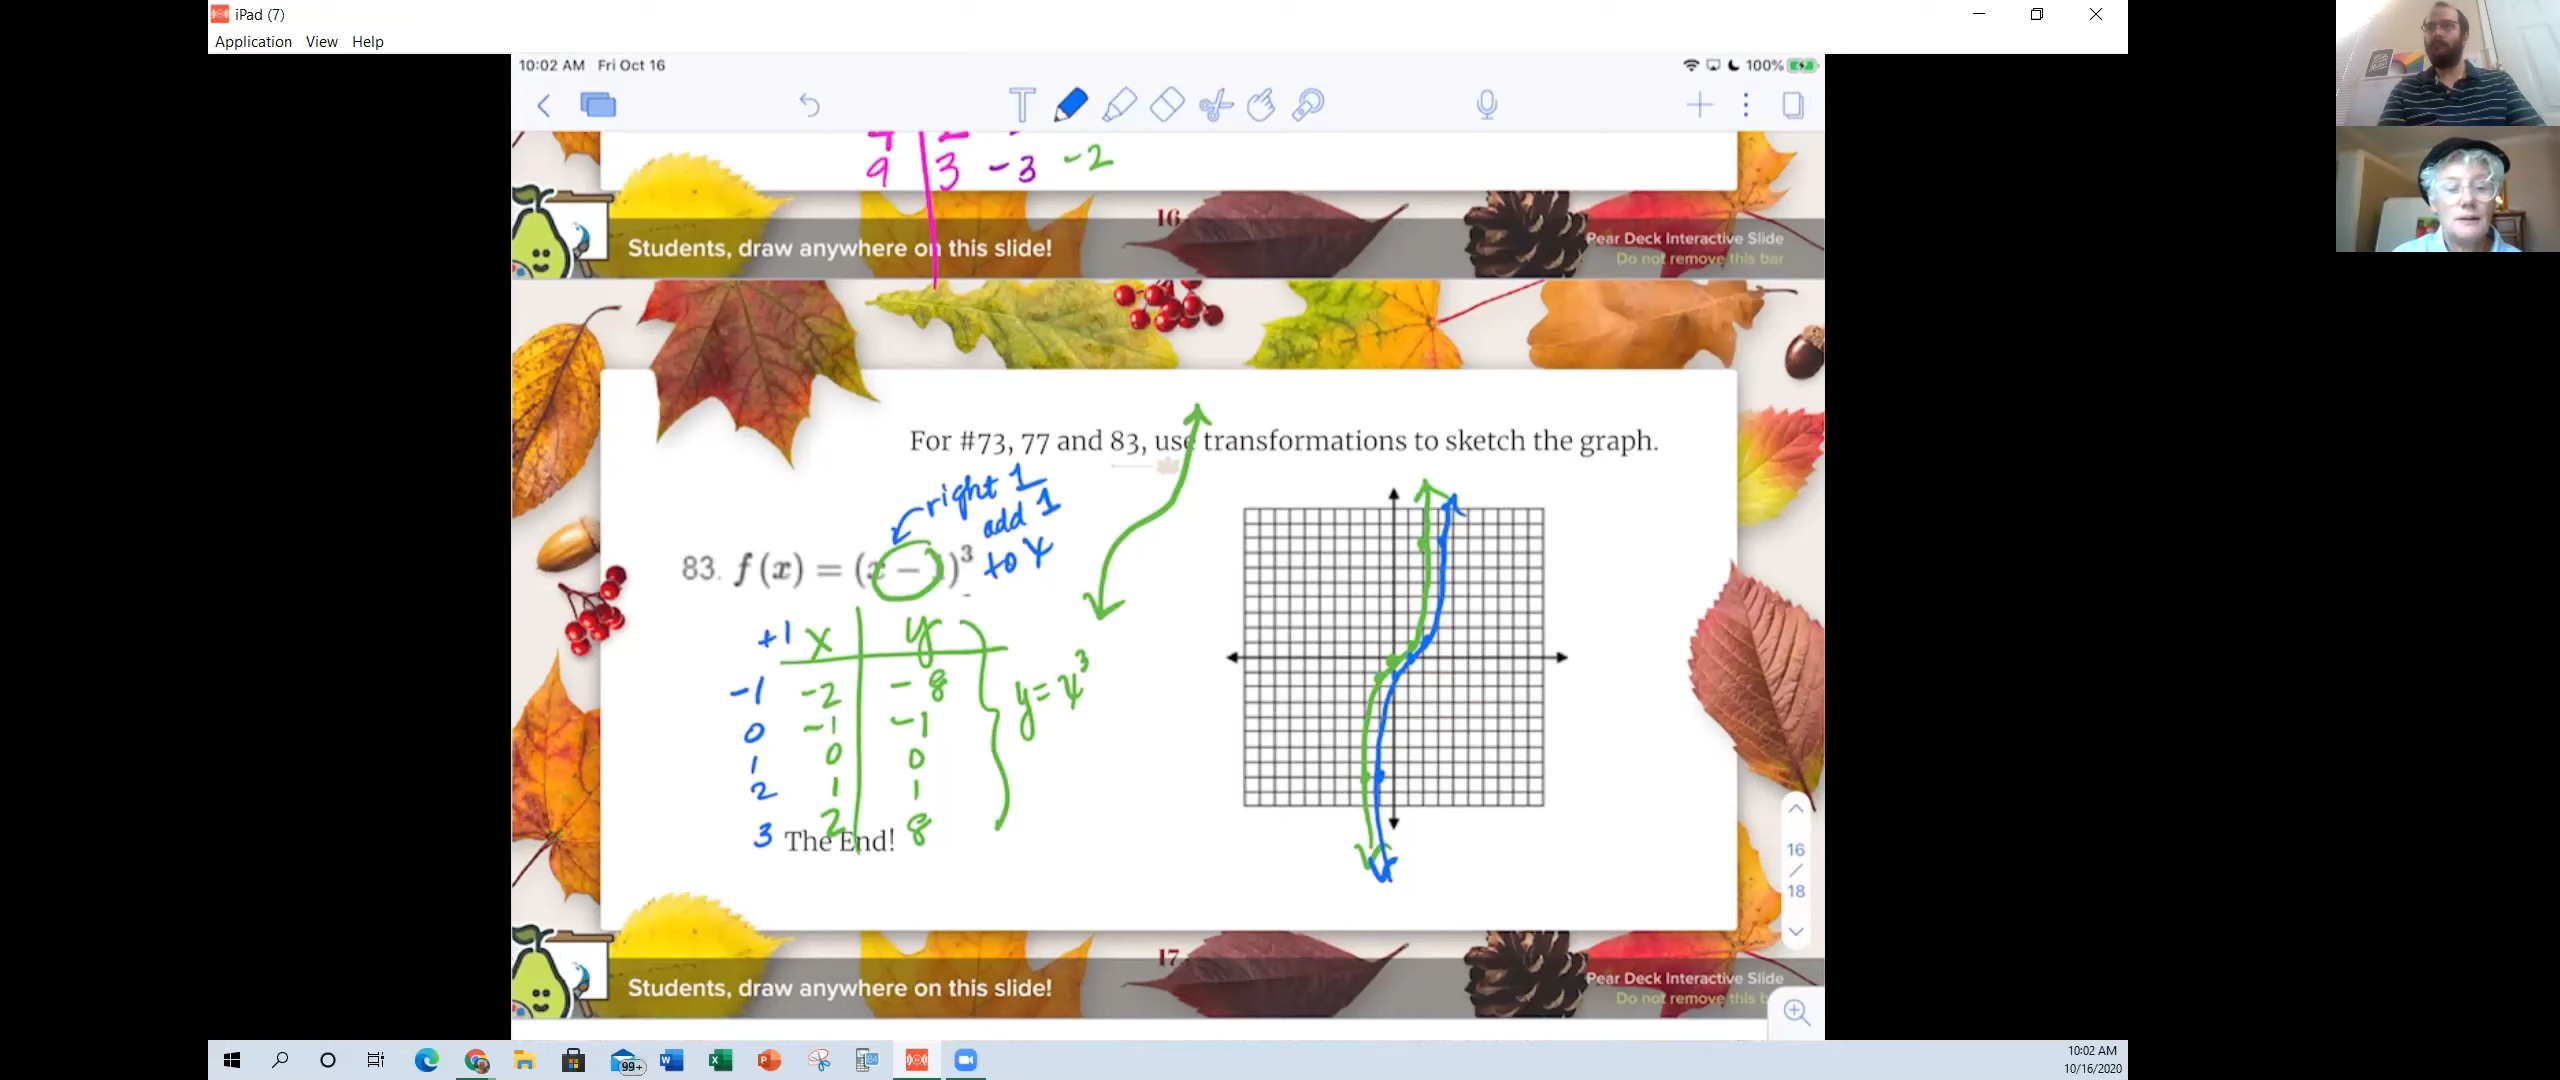 iPad (7)
Application View Help
10:02 AM Fri Oct 16
100%
9 3 -3 -2
16
Students, draw anywhere on this slide!
Pear Deck Interactive Slide
Do not remove this bar
For #73, 77 and 83, use transformations to sketch the graph.
right 1
add 1
to x
83. f(x) = (x - 1)³
+1 x y
-1 -2 -8
0 -1 -1
1 0 0
2 1 1
3 2 8
y = x³
The End!
16
/
18
17
Students, draw anywhere on this slide!
Pear Deck Interactive Slide
Do not remove this b
99+
84
10:02 AM
10/16/2020